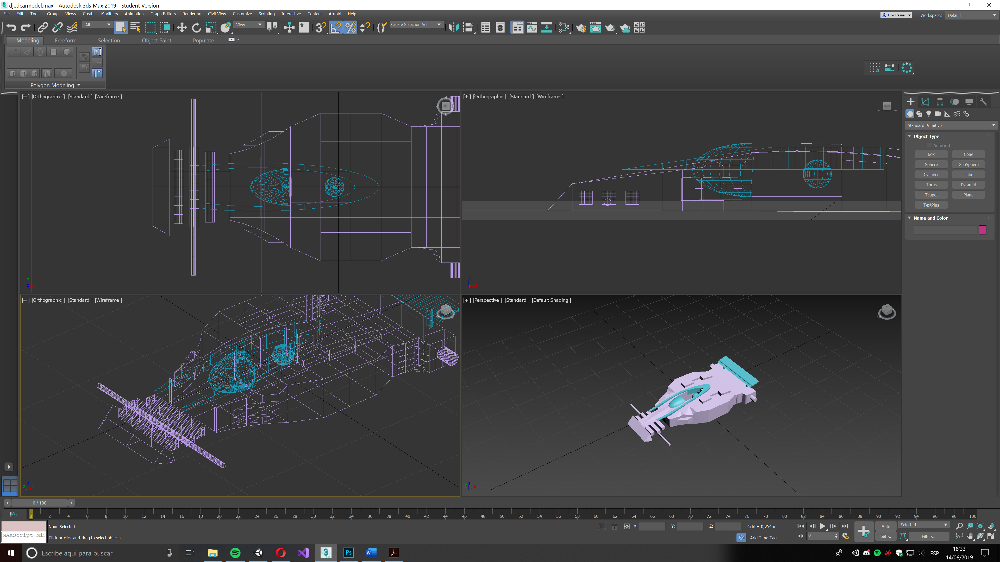 djedcarmodel.max - Autodesk 3ds Max 2019 - Student Version
File Edit Tools Group Views Create Modifiers Animation Graph Editors Rendering Civil View Customize Scripting Interactive Content Arnold Help
Julio Fresne... Workspaces: Default
All View Create Selection Set
Modeling Freeform Selection Object Paint Populate
Polygon Modeling
[+ ] [Orthographic ] [Standard ] [Wireframe ]
[+ ] [Orthographic ] [Standard ] [Wireframe ]
Standard Primitives
Object Type
AutoGrid
Box Cone
Sphere GeoSphere
Cylinder Tube
Torus Pyramid
Teapot Plane
TextPlus
Name and Color
[+ ] [Orthographic ] [Standard ] [Wireframe ]
[+ ] [Perspective ] [Standard ] [Default Shading ]
< 0 / 100 >
0 2 4 6 8 10 12 14 16 18 20 22 24 26 28 30 32 34 36 38 40 42 44 46 48 50 52 54 56 58 60 62 64 66 68 70 72 74 76 78 80 82 84 86 88 90 92 94 96 98 100
None Selected X: Y: Z: Grid = 0,254m Auto Selected
MAXScript Mi
Click or click-and-drag to select objects Add Time Tag 0 Set K. Filters...
Escribe aquí para buscar
ESP
18:33
14/06/2019